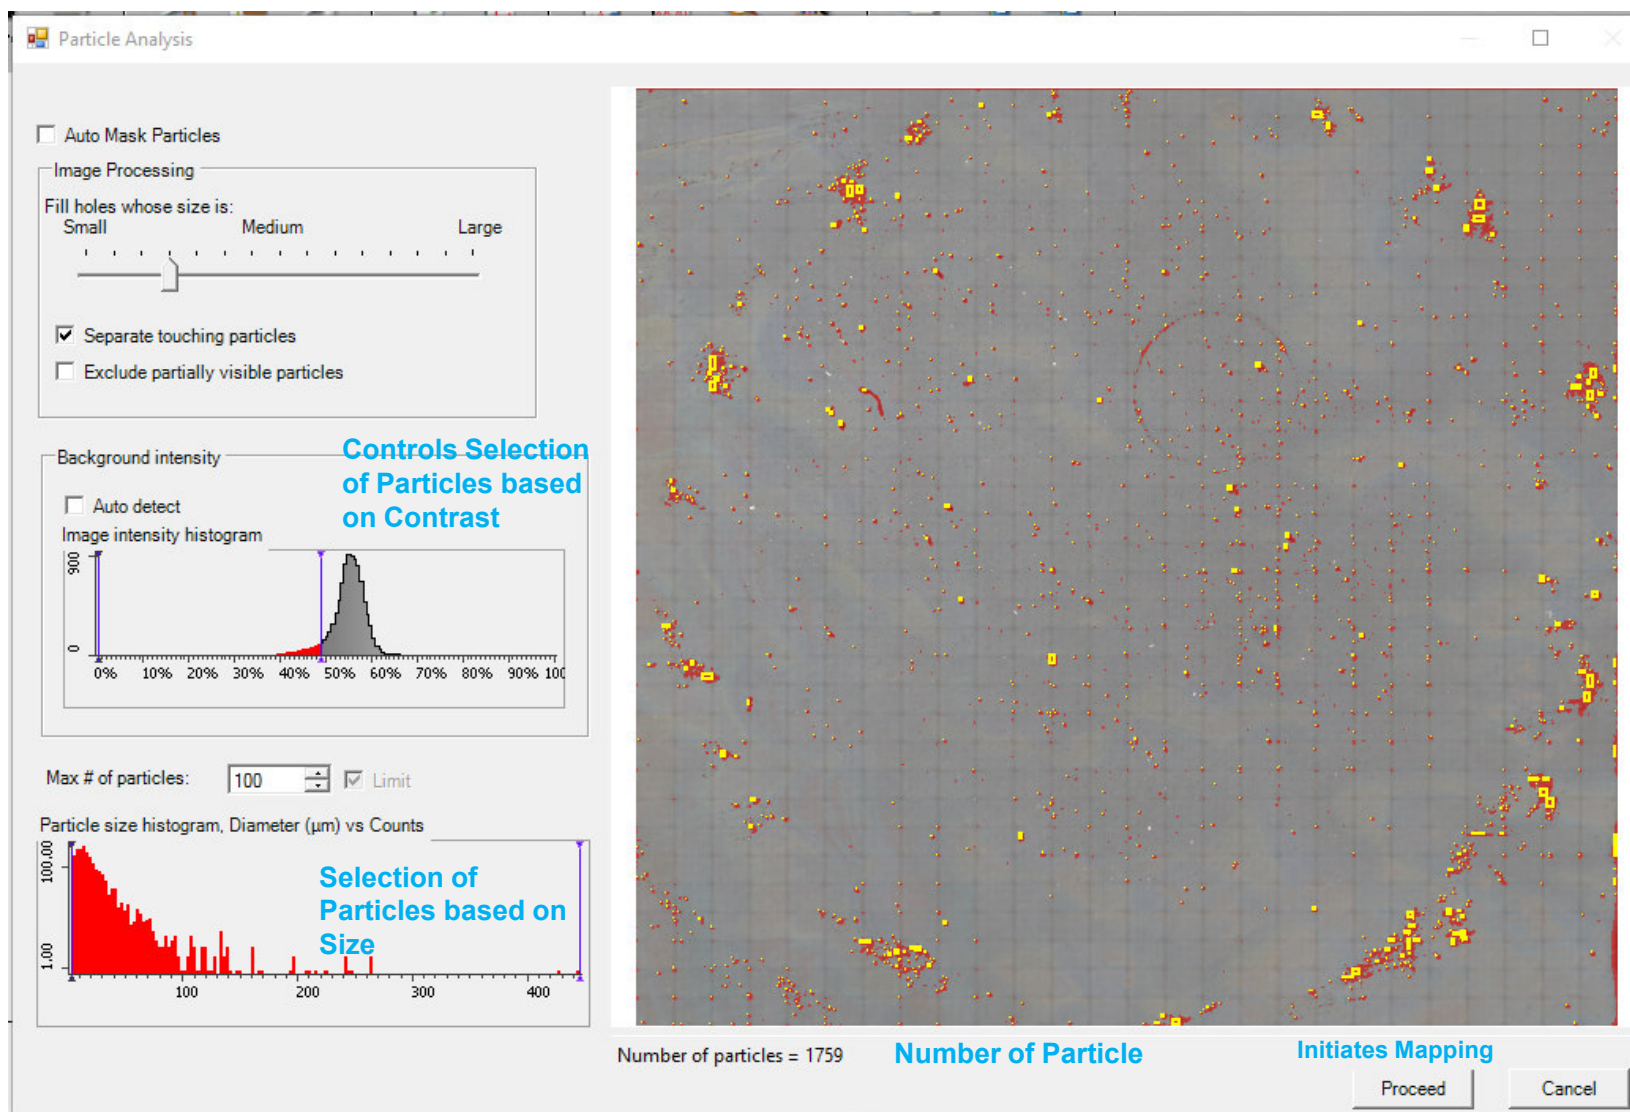 Particle Analysis
Auto Mask Particles
Image Processing
Fill holes whose size is:
Small Medium Large
Separate touching particles
Exclude partially visible particles
Background intensity
Controls Selection
of Particles based
on Contrast
Auto detect
Image intensity histogram
900
0
0% 10% 20% 30% 40% 50% 60% 70% 80% 90% 100
Max # of particles: 100 Limit
Particle size histogram, Diameter (µm) vs Counts
100.00
1.00
Selection of
Particles based on
Size
100 200 300 400
Number of particles = 1759
Number of Particle
Initiates Mapping
Proceed Cancel